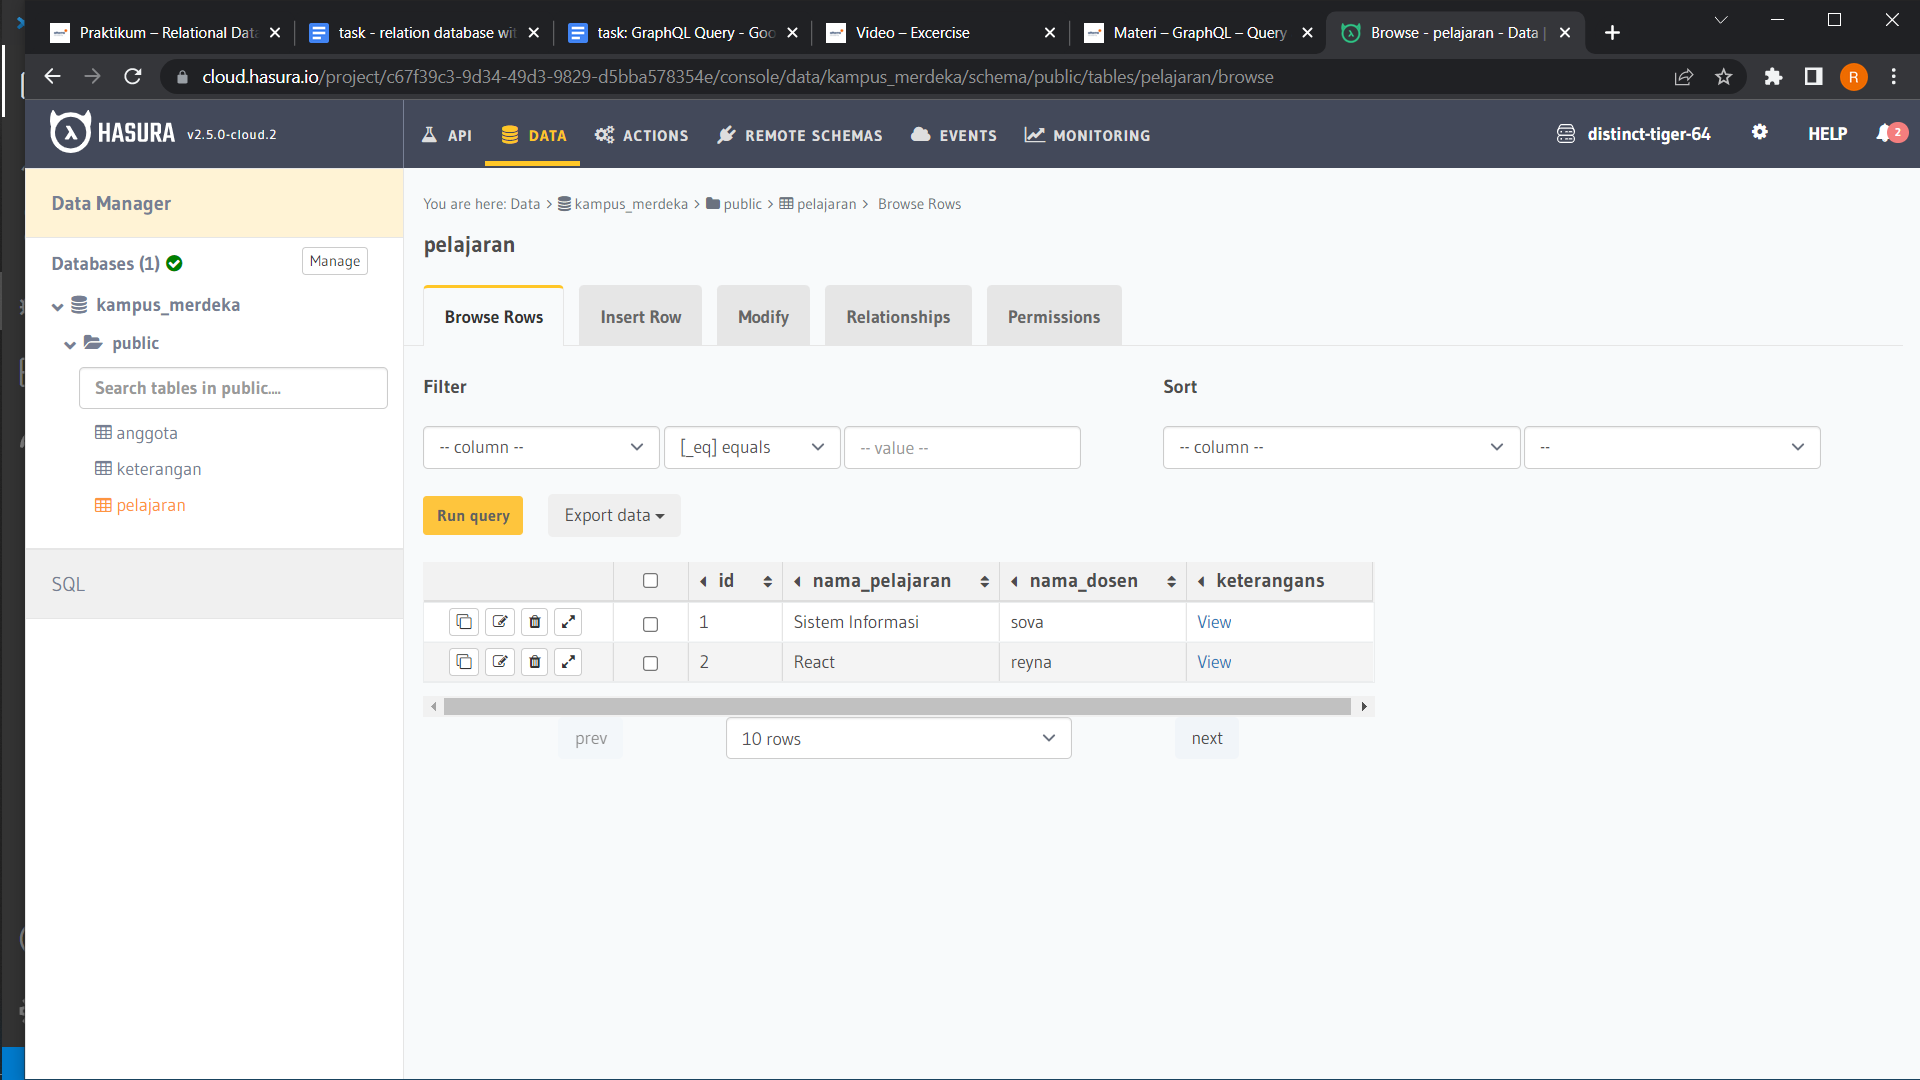 Praktikum – Relational Data
task - relation database wit
task: GraphQL Query - Goo
Video – Excercise
Materi – GraphQL – Query
Browse - pelajaran - Data |
cloud.hasura.io/project/c67f39c3-9d34-49d3-9829-d5bba578354e/console/data/kampus_merdeka/schema/public/tables/pelajaran/browse
R
HASURA v2.5.0-cloud.2
API
DATA
ACTIONS
REMOTE SCHEMAS
EVENTS
MONITORING
distinct-tiger-64
HELP
2
Data Manager
Databases (1)
Manage
kampus_merdeka
public
Search tables in public....
anggota
keterangan
pelajaran
SQL
You are here: Data > kampus_merdeka > public > pelajaran > Browse Rows
pelajaran
Browse Rows
Insert Row
Modify
Relationships
Permissions
Filter
Sort
-- column --
[_eq] equals
-- value --
-- column --
--
Run query
Export data
id nama_pelajaran nama_dosen keterangans
1 Sistem Informasi sova View
2 React reyna View
prev
10 rows
next